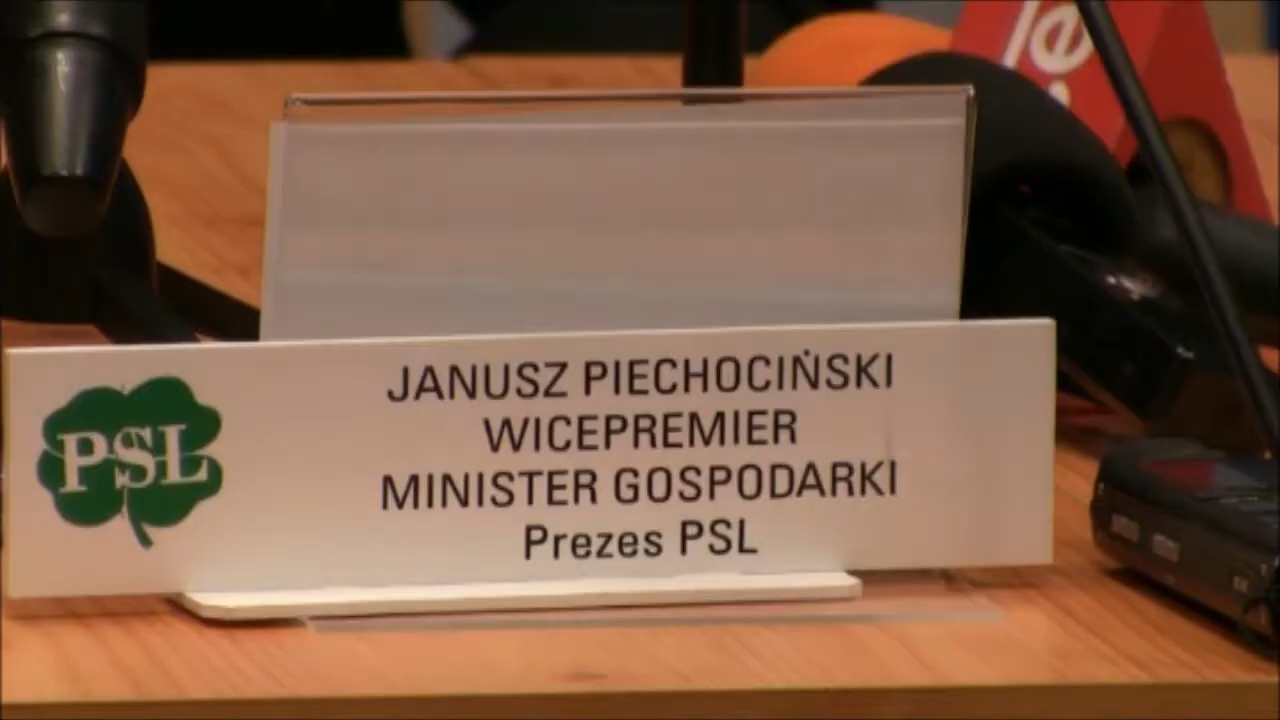 JANUSZ PIECHOCIŃSKI
WICEPREMIER
MINISTER GOSPODARKI
Prezes PSL
PSL